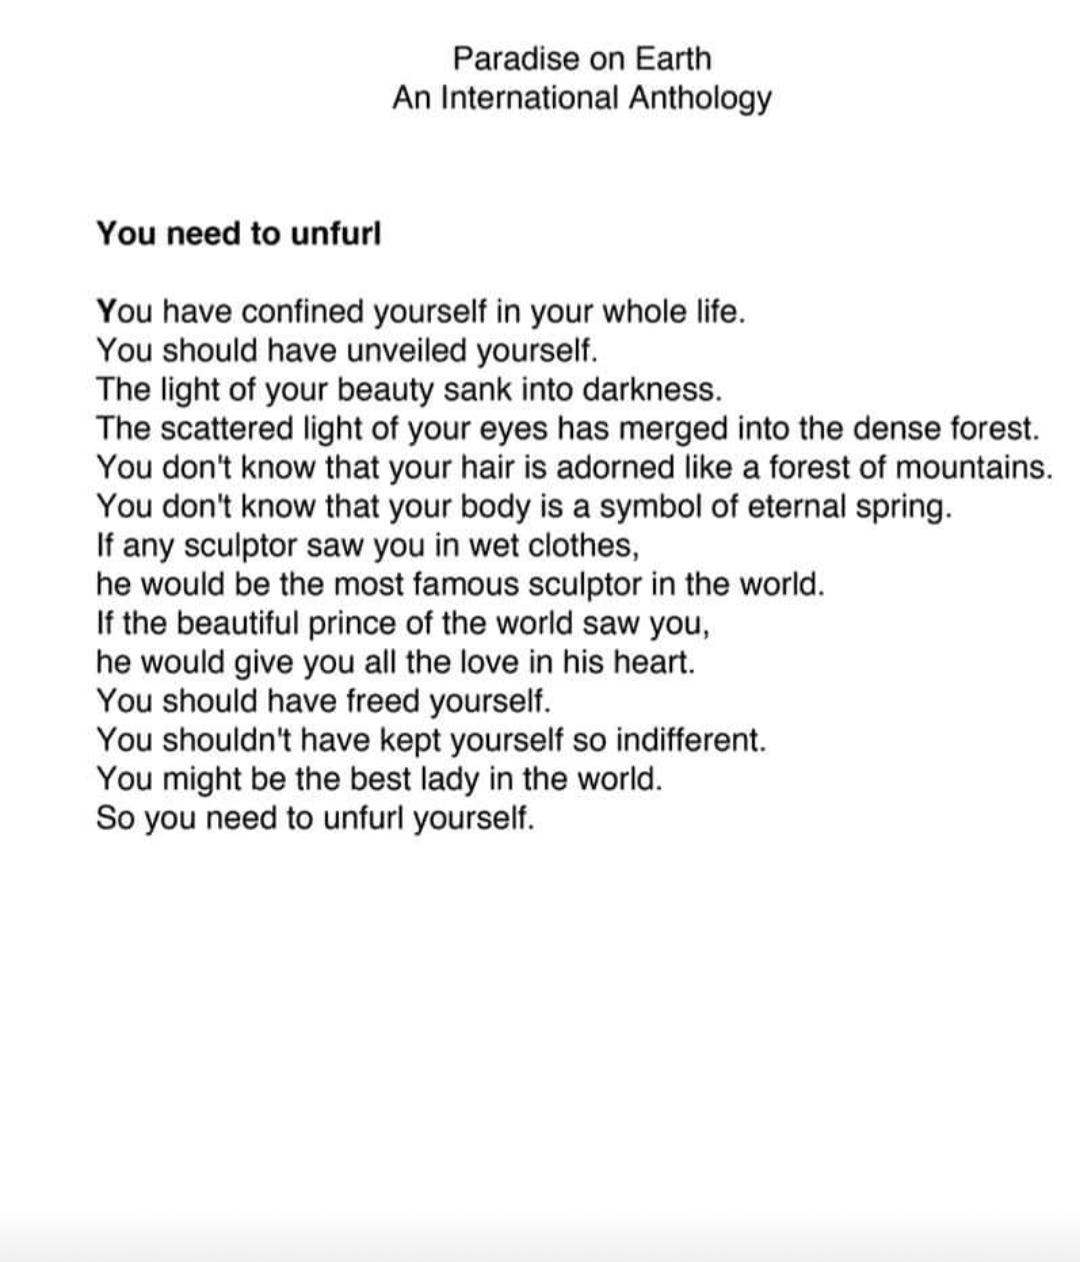 Paradise on Earth
An International Anthology
You need to unfurl
You have confined yourself in your whole life.
You should have unveiled yourself.
The light of your beauty sank into darkness.
The scattered light of your eyes has merged into the dense forest.
You don't know that your hair is adorned like a forest of mountains.
You don't know that your body is a symbol of eternal spring.
If any sculptor saw you in wet clothes,
he would be the most famous sculptor in the world.
If the beautiful prince of the world saw you,
he would give you all the love in his heart.
You should have freed yourself.
You shouldn't have kept yourself so indifferent.
You might be the best lady in the world.
So you need to unfurl yourself.